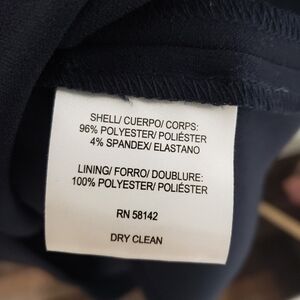 SHELL/ CUERPO/ CORPS:
96% POLYESTER/ POLIÉSTER
4% SPANDEX/ ELASTANO
LINING/ FORRO/ DOUBLURE:
100% POLYESTER/ POLIÉSTER
RN 58142
DRY CLEAN